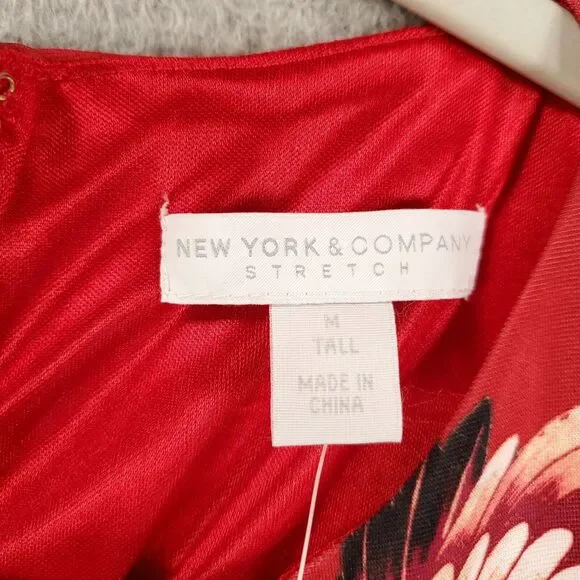 NEW YORK & COMPANY
STRETCH
M
TALL
MADE IN
CHINA